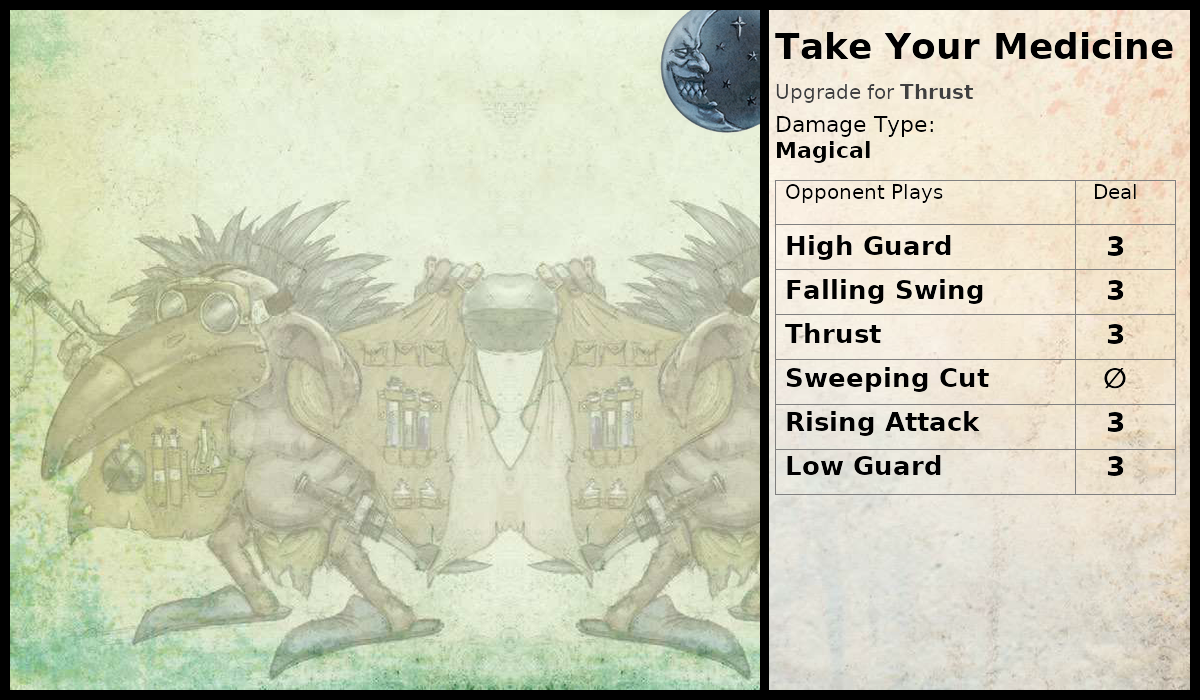 Take Your Medicine
Upgrade for Thrust
Damage Type:
Magical
Opponent Plays Deal
High Guard 3
Falling Swing 3
Thrust 3
Sweeping Cut ∅
Rising Attack 3
Low Guard 3